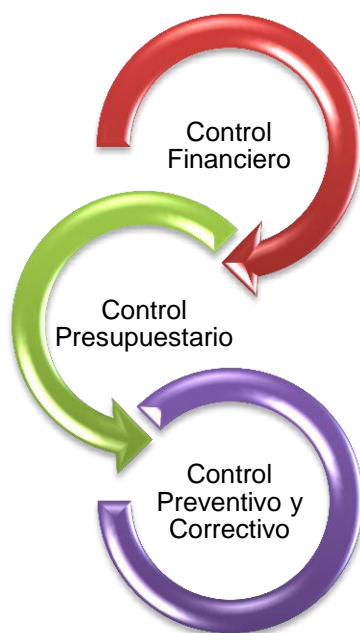 Control
Financiero
Control
Presupuestario
Control
Preventivo y
Correctivo